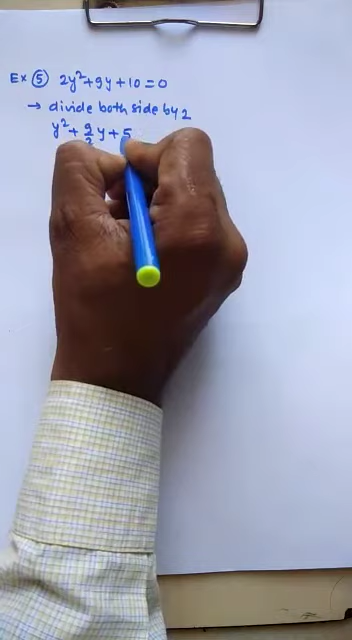 Ex ⑤ 2y²+9y+10=0
→ divide both side by 2
y² + 9/2 y + 5